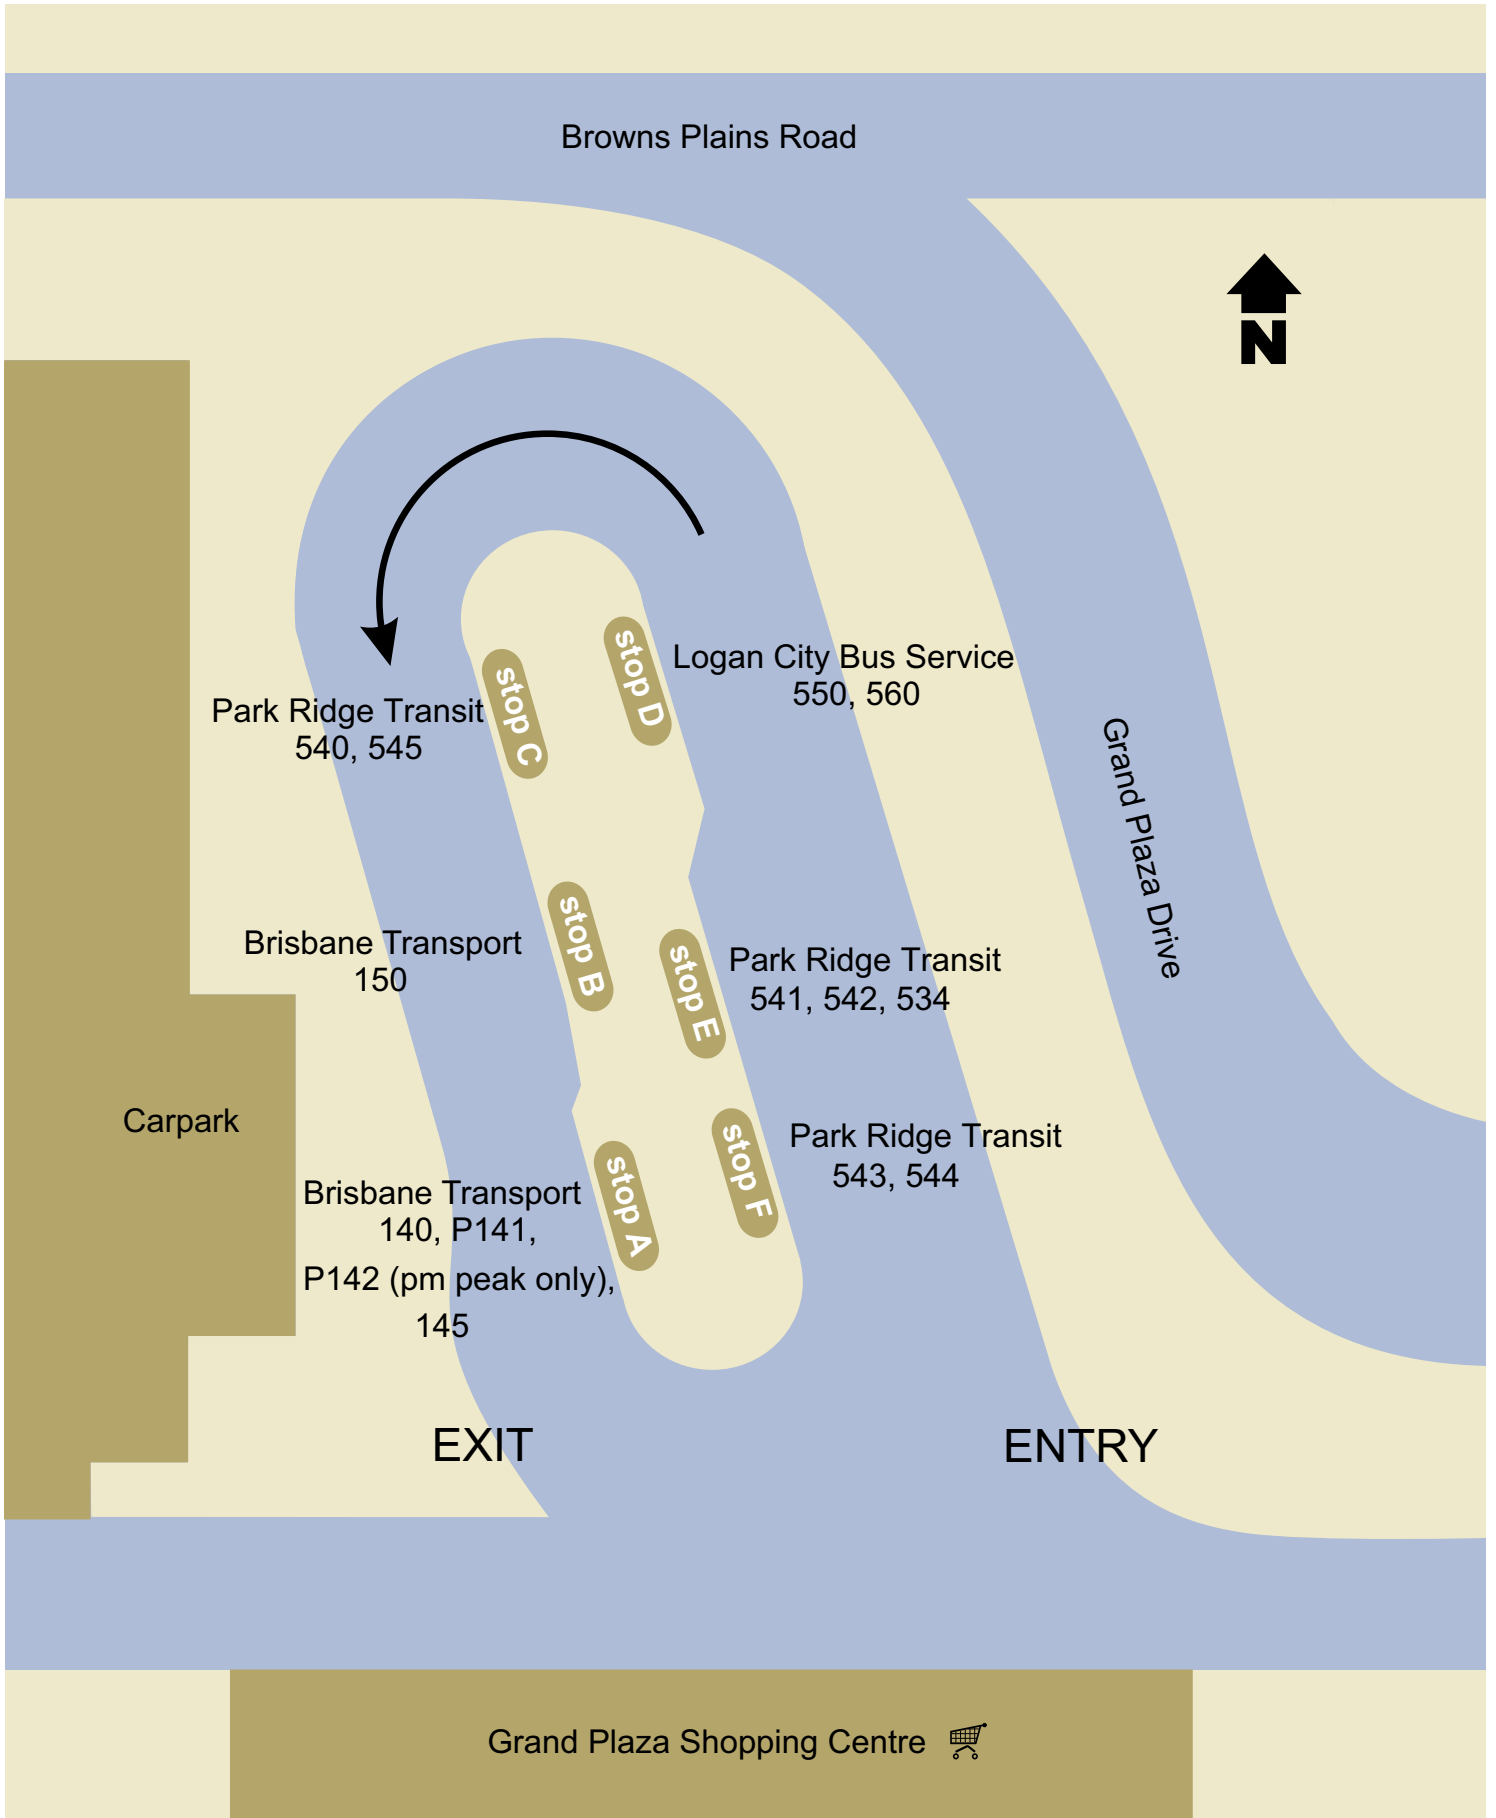 Browns Plains Road
N
stop D
Logan City Bus Service
550, 560
stop C
Park Ridge Transit
540, 545
Grand Plaza Drive
stop B
Brisbane Transport
150
stop E
Park Ridge Transit
541, 542, 534
Carpark
stop F
Park Ridge Transit
543, 544
stop A
Brisbane Transport
140, P141,
P142 (pm peak only),
145
EXIT
ENTRY
Grand Plaza Shopping Centre